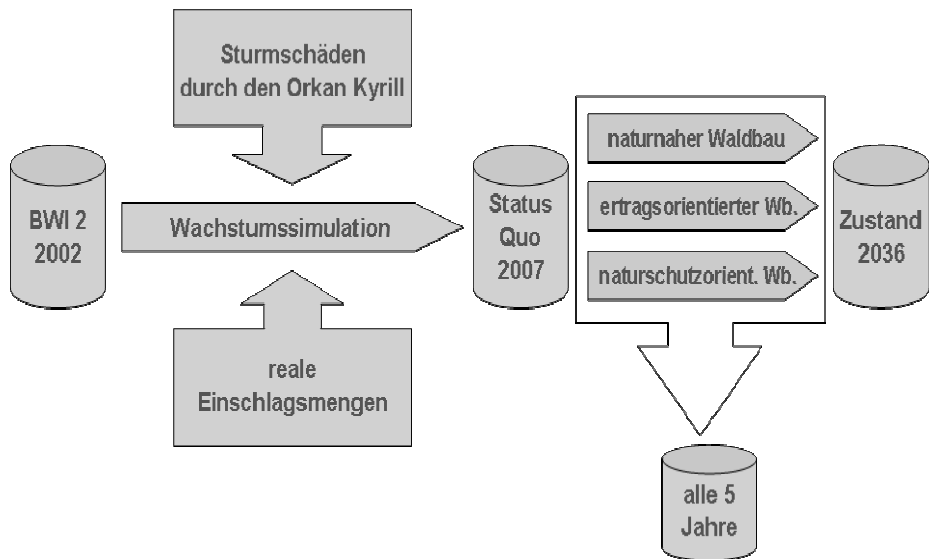 Sturmschäden
durch den Orkan Kyrill
BWI 2
2002
Wachstumssimulation
reale
Einschlagsmengen
Status
Quo
2007
naturnaher Waldbau
ertragsorientierter Wb.
naturschutzorient. Wb.
Zustand
2036
alle 5
Jahre